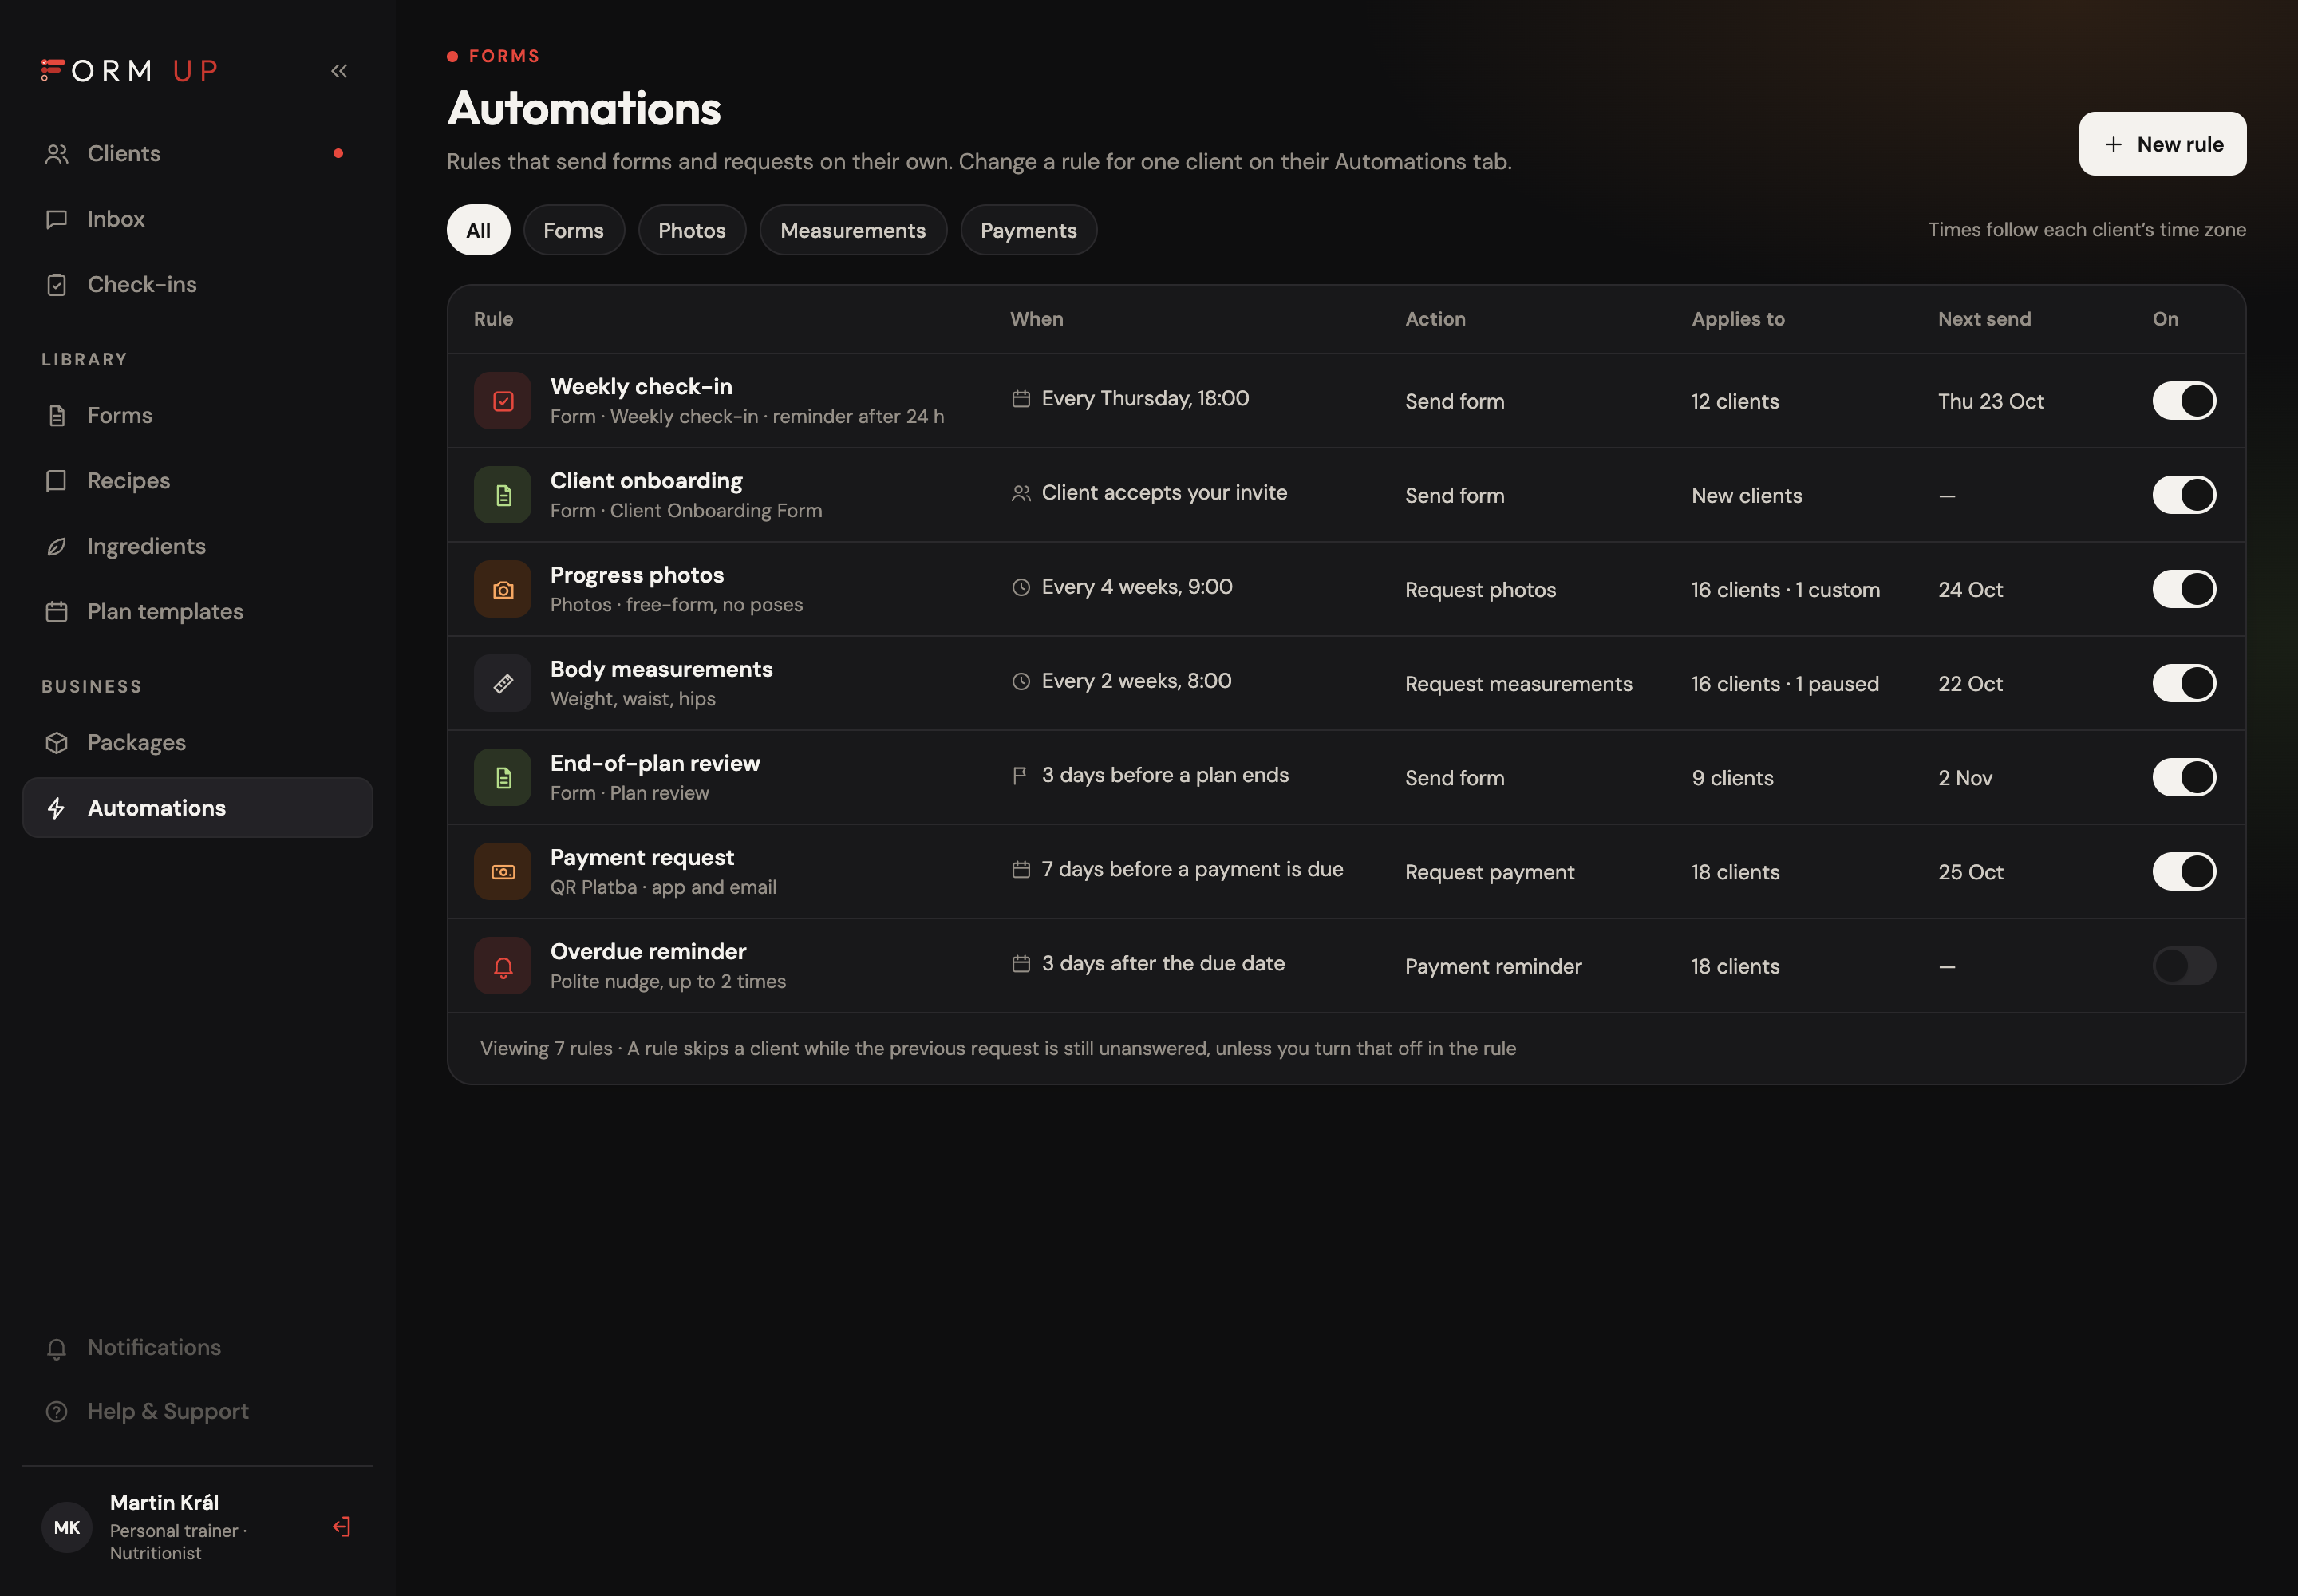 FORM UP
Clients
Inbox
Check-ins
LIBRARY
Forms
Recipes
Ingredients
Plan templates
BUSINESS
Packages
Automations
Notifications
Help & Support
MK
Martin Král
Personal trainer ·
Nutritionist
FORMS
Automations
Rules that send forms and requests on their own. Change a rule for one client on their Automations tab.
New rule
All Forms Photos Measurements Payments
Times follow each client’s time zone
Rule When Action Applies to Next send On
Weekly check-in
Form · Weekly check-in · reminder after 24 h
Every Thursday, 18:00
Send form
12 clients
Thu 23 Oct
Client onboarding
Form · Client Onboarding Form
Client accepts your invite
Send form
New clients
—
Progress photos
Photos · free-form, no poses
Every 4 weeks, 9:00
Request photos
16 clients · 1 custom
24 Oct
Body measurements
Weight, waist, hips
Every 2 weeks, 8:00
Request measurements
16 clients · 1 paused
22 Oct
End-of-plan review
Form · Plan review
3 days before a plan ends
Send form
9 clients
2 Nov
Payment request
QR Platba · app and email
7 days before a payment is due
Request payment
18 clients
25 Oct
Overdue reminder
Polite nudge, up to 2 times
3 days after the due date
Payment reminder
18 clients
—
Viewing 7 rules · A rule skips a client while the previous request is still unanswered, unless you turn that off in the rule